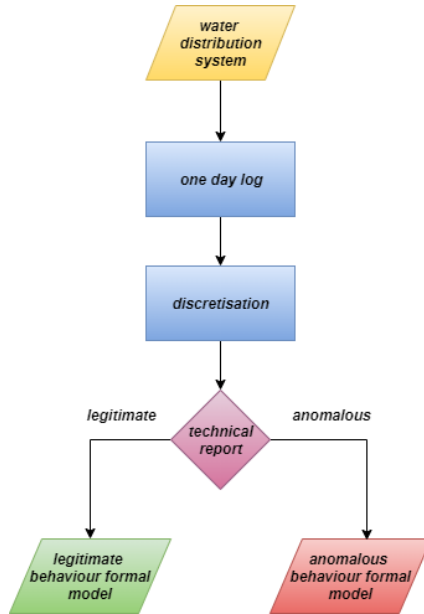 water
distribution
system
one day log
discretisation
legitimate
anomalous
technical
report
legitimate
behaviour formal
model
anomalous
behaviour formal
model